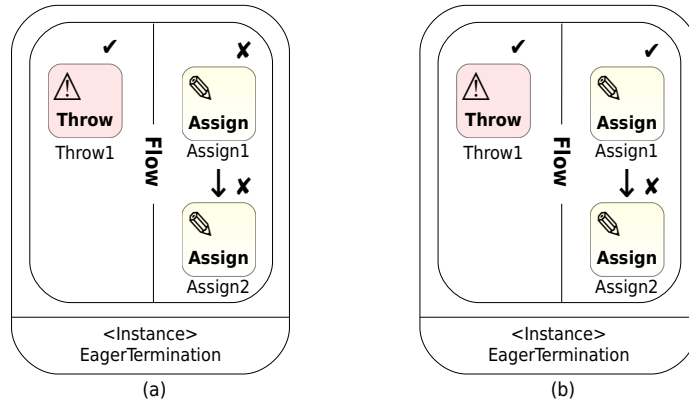 ✔
✘
Throw
Assign
Throw1
Assign1
Flow
✘
Assign
Assign2
<Instance>
EagerTermination
(a)
✔
✔
Throw
Assign
Throw1
Assign1
Flow
✘
Assign
Assign2
<Instance>
EagerTermination
(b)